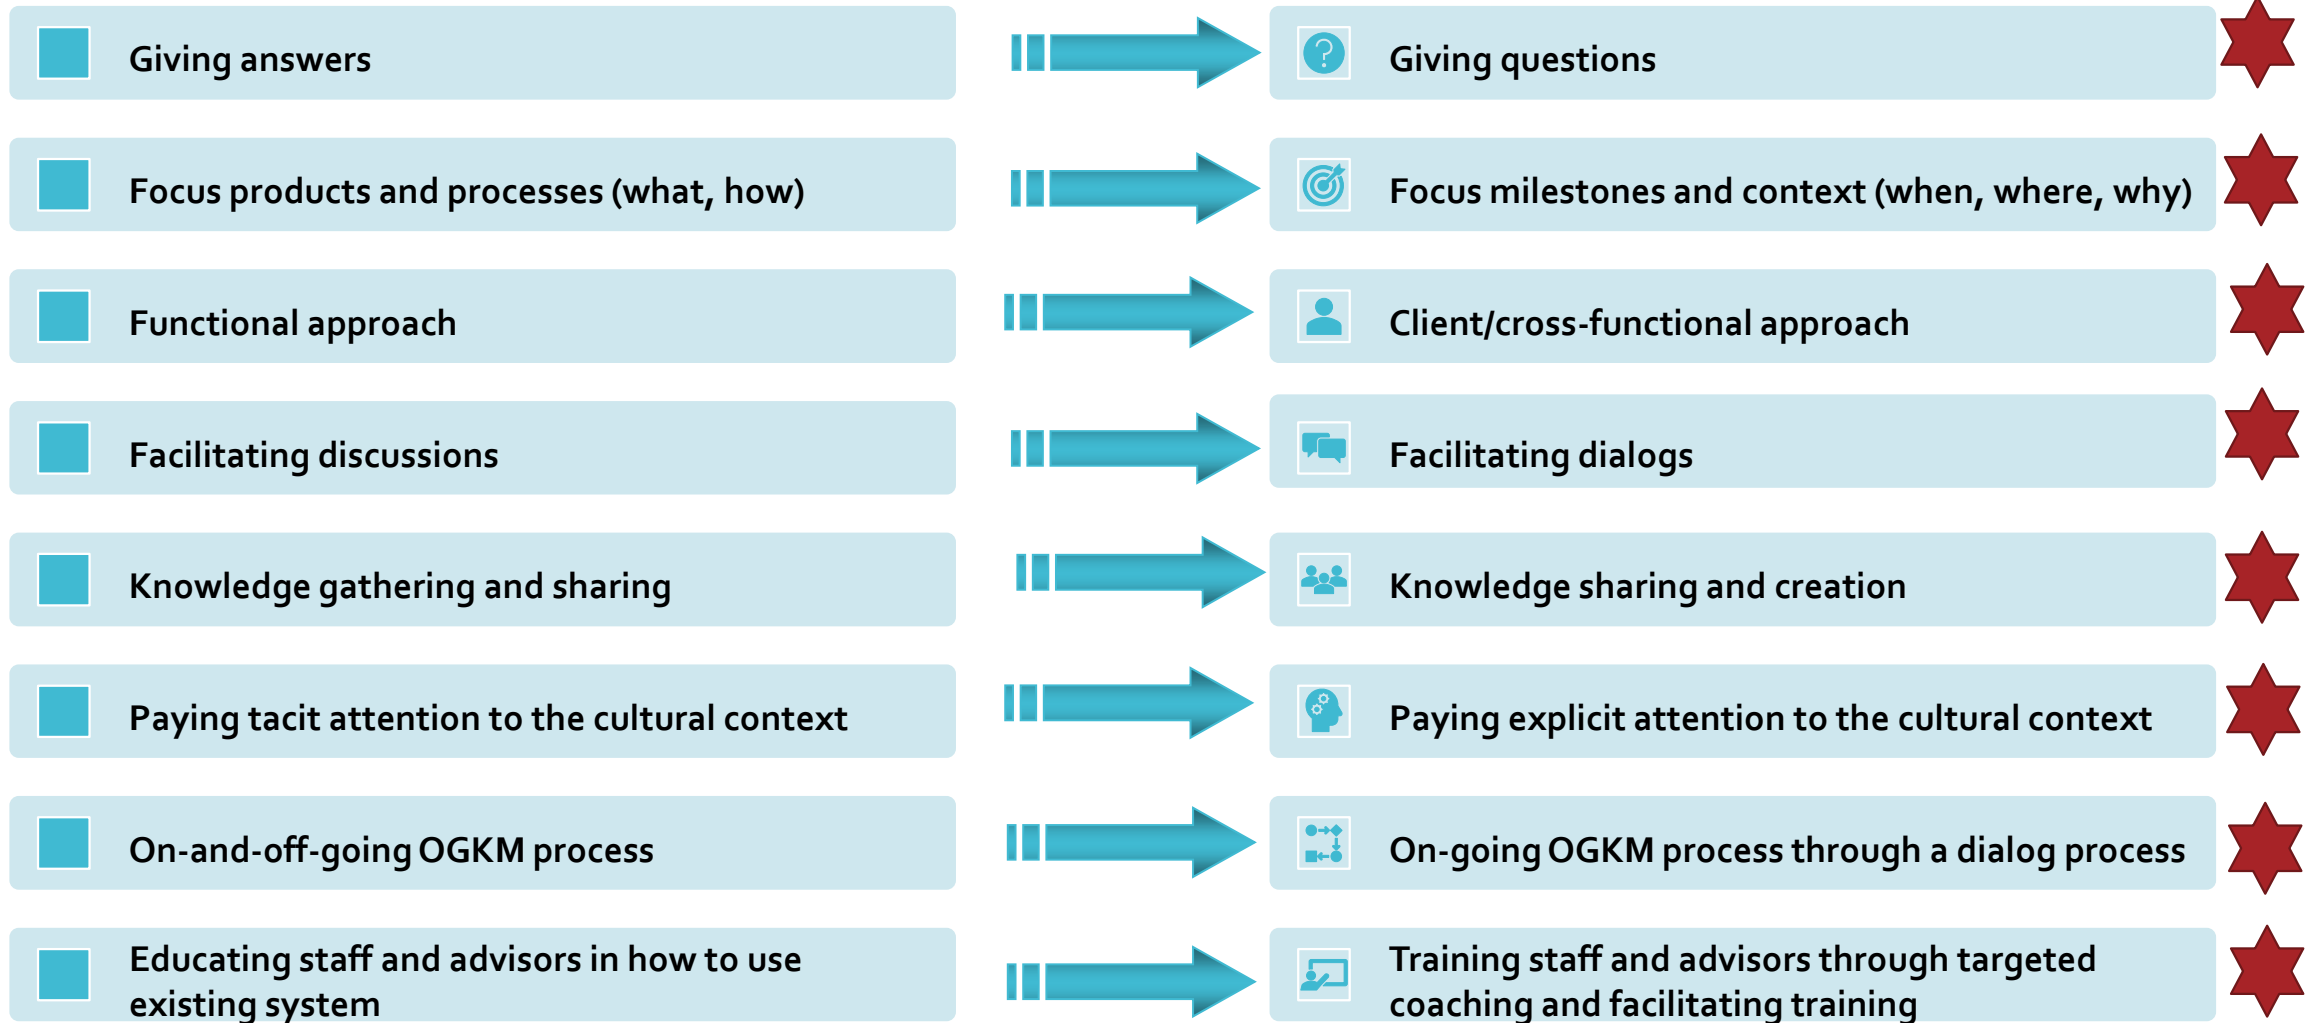 Giving answers
Giving questions
Focus products and processes (what, how)
Focus milestones and context (when, where, why)
Functional approach
Client/cross-functional approach
Facilitating discussions
Facilitating dialogs
Knowledge gathering and sharing
Knowledge sharing and creation
Paying tacit attention to the cultural context
Paying explicit attention to the cultural context
On-and-off-going OGKM process
On-going OGKM process through a dialog process
Educating staff and advisors in how to use
existing system
Training staff and advisors through targeted
coaching and facilitating training